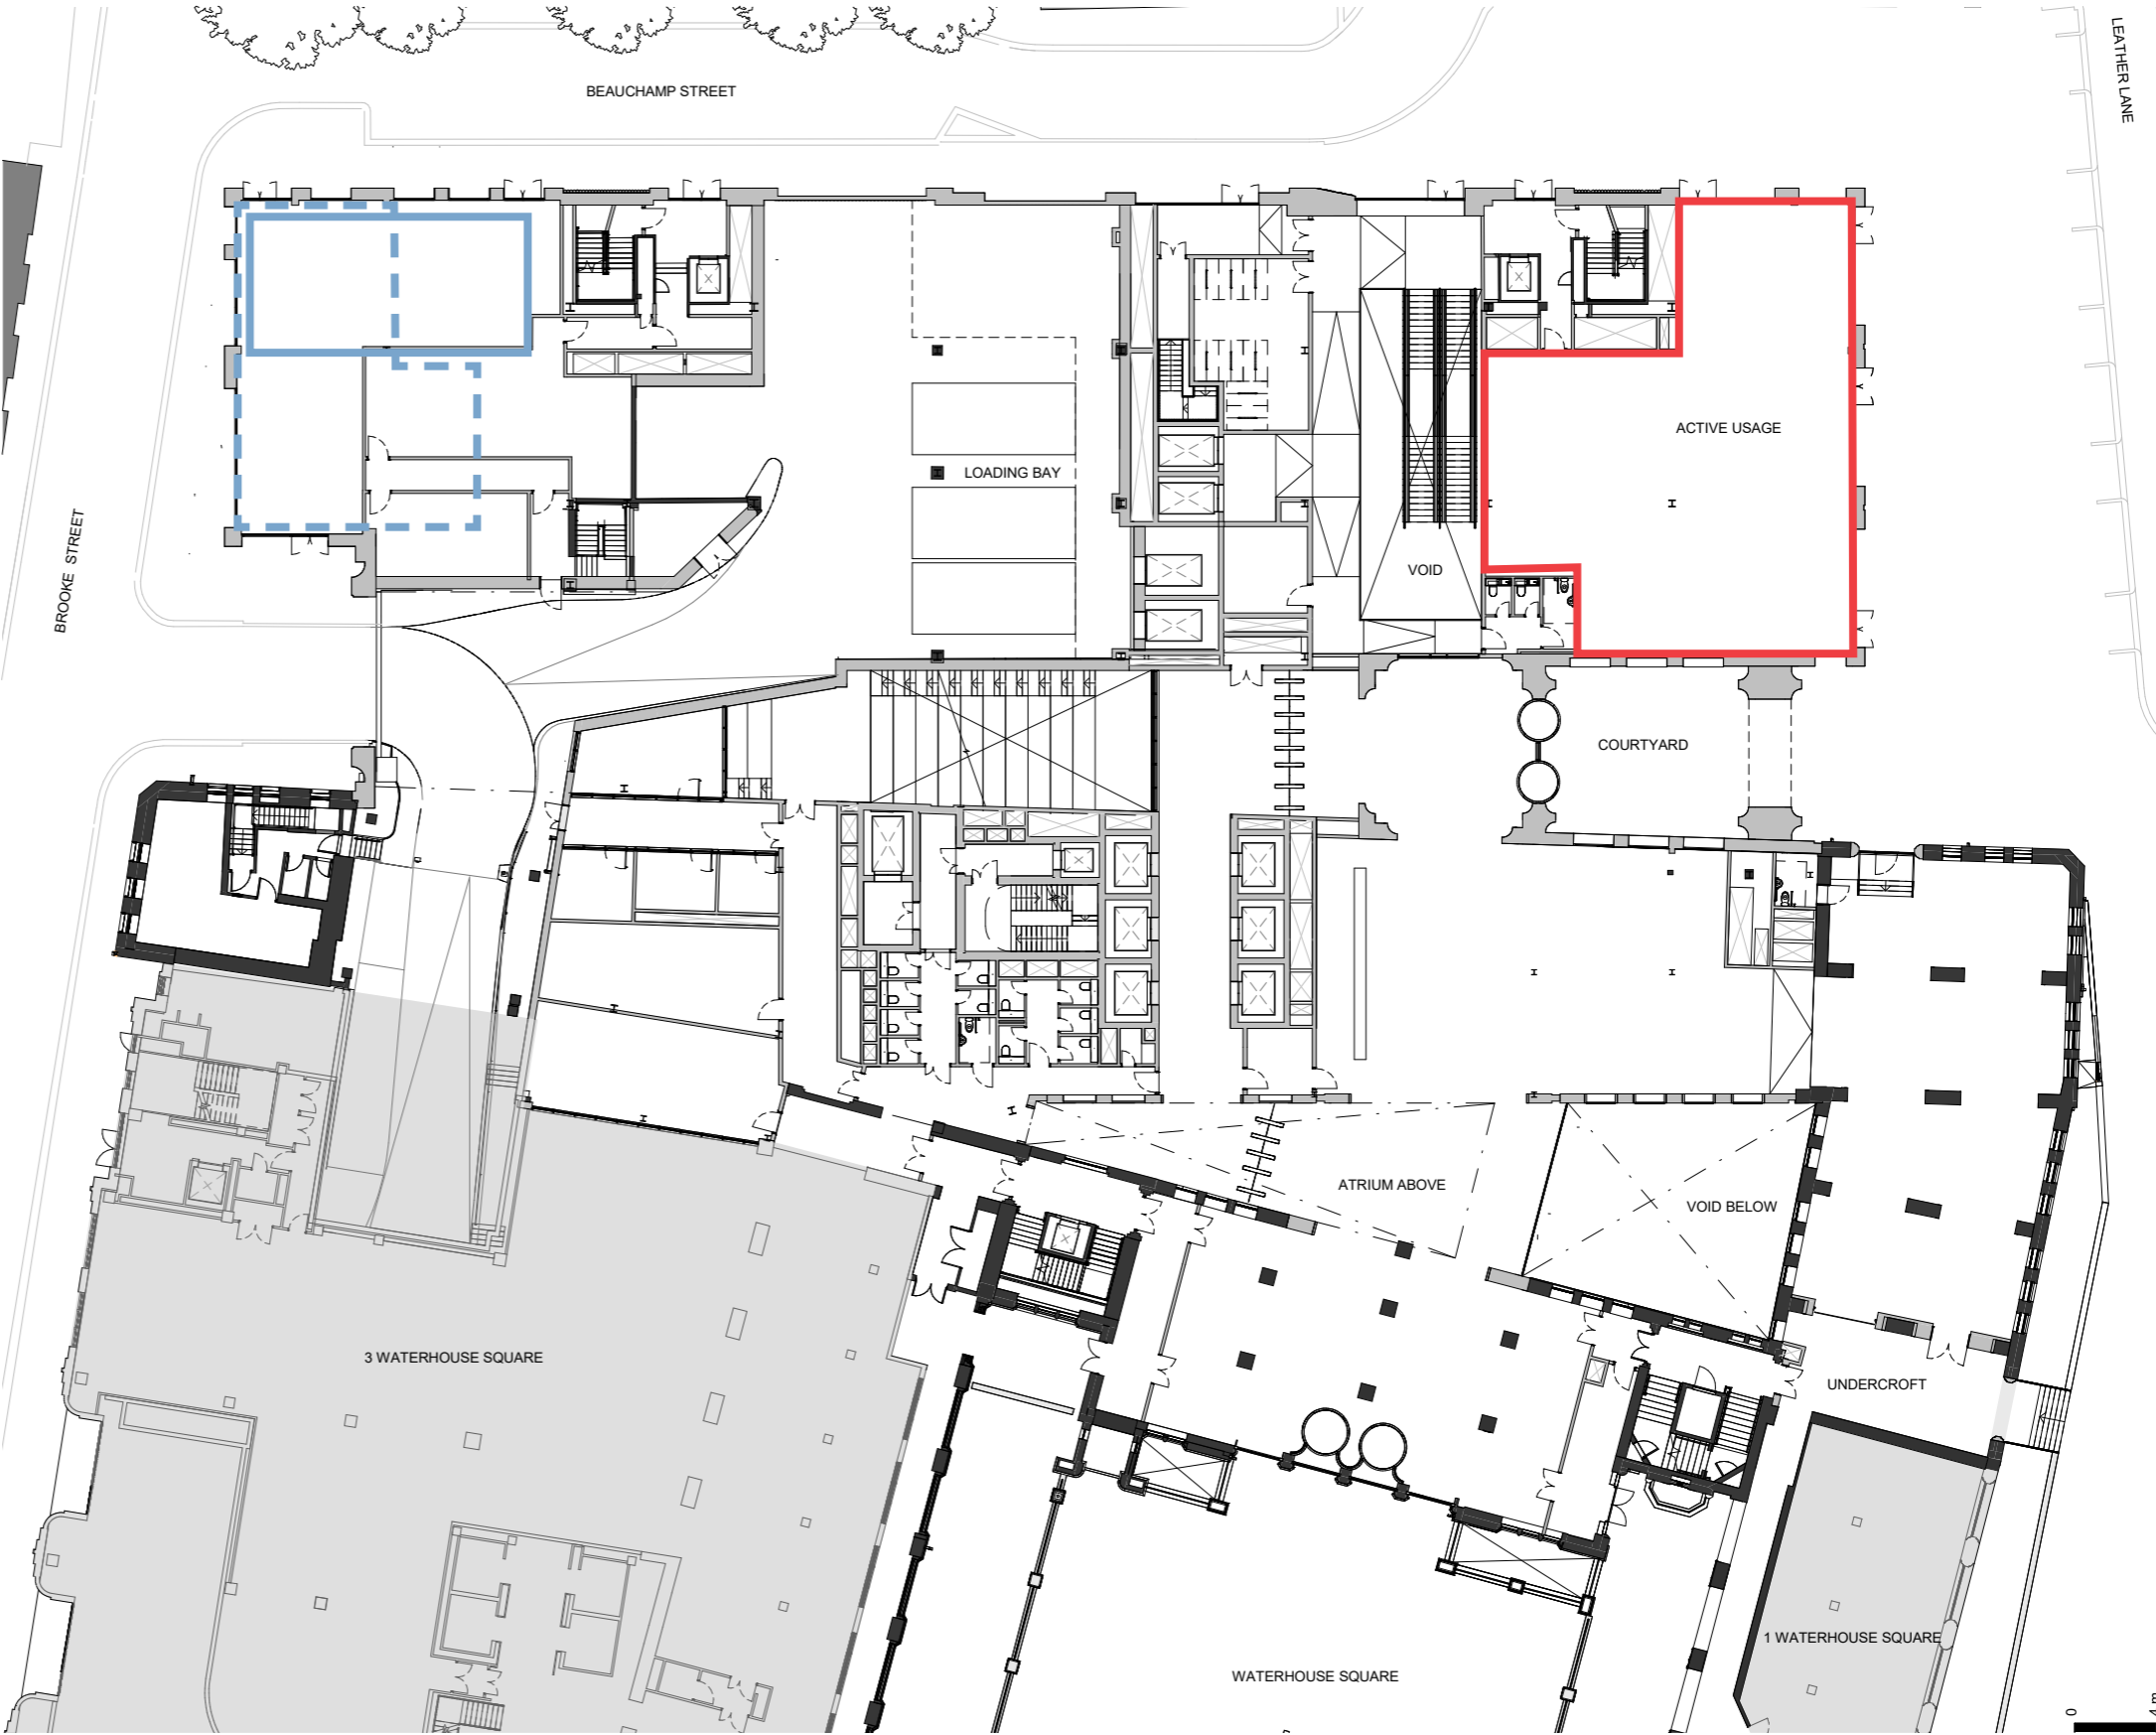 BEAUCHAMP STREET
LEATHER LANE
ACTIVE USAGE
LOADING BAY
BROOKE STREET
VOID
COURTYARD
ATRIUM ABOVE
VOID BELOW
3 WATERHOUSE SQUARE
UNDERCROFT
1 WATERHOUSE SQUARE
WATERHOUSE SQUARE
0